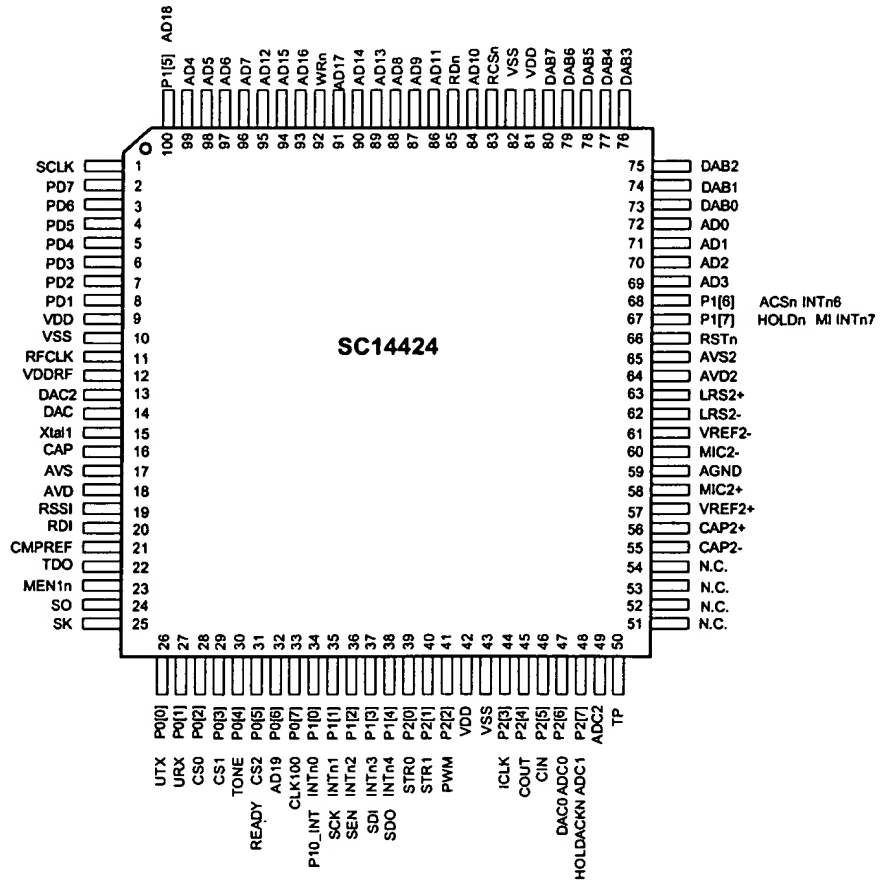 P1[5] AD18
AD4
AD5
AD6
AD7
AD12
AD15
AD16
WRn
AD17
AD14
AD13
AD8
AD9
AD11
RDn
AD10
RCSn
VSS
VDD
DAB7
DAB6
DAB5
DAB4
DAB3
100 99 98 97 96 95 94 93 92 91 90 89 88 87 86 85 84 83 82 81 80 79 78 77 76
SCLK 1
PD7 2
PD6 3
PD5 4
PD4 5
PD3 6
PD2 7
PD1 8
VDD 9
VSS 10
RFCLK 11
VDDRF 12
DAC2 13
DAC 14
Xtal1 15
CAP 16
AVS 17
AVD 18
RSSI 19
RDI 20
CMPREF 21
TDO 22
MEN1n 23
SO 24
SK 25
SC14424
75 DAB2
74 DAB1
73 DAB0
72 AD0
71 AD1
70 AD2
69 AD3
68 P1[6] ACSn INTn6
67 P1[7] HOLDn MI INTn7
66 RSTn
65 AVS2
64 AVD2
63 LRS2+
62 LRS2-
61 VREF2-
60 MIC2-
59 AGND
58 MIC2+
57 VREF2+
56 CAP2+
55 CAP2-
54 N.C.
53 N.C.
52 N.C.
51 N.C.
26 27 28 29 30 31 32 33 34 35 36 37 38 39 40 41 42 43 44 45 46 47 48 49 50
UTX P0[0]
URX P0[1]
CS0 P0[2]
CS1 P0[3]
TONE P0[4]
READY CS2 P0[5]
AD19 P0[6]
CLK100 P0[7]
P10_INT INTn0 P1[0]
SCK INTn1 P1[1]
SEN INTn2 P1[2]
SDI INTn3 P1[3]
SDO INTn4 P1[4]
STR0 P2[0]
STR1 P2[1]
PWM P2[2]
VDD
VSS
ICLK P2[3]
COUT P2[4]
CIN P2[5]
DAC0 ADC0 P2[6]
HOLDACKN ADC1 P2[7]
ADC2
TP